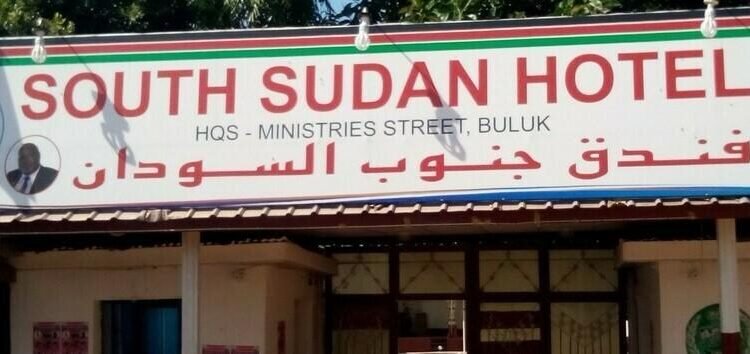 SOUTH SUDAN HOTEL
HQS - MINISTRIES STREET, BULUK
فندق جنوب السودان